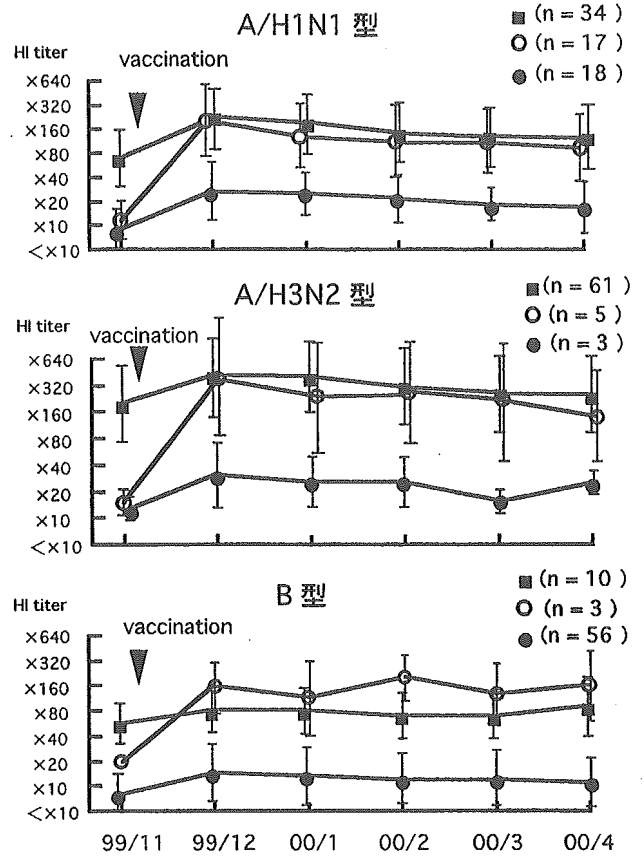 A/H1N1 型
■ (n = 34)
○ (n = 17)
● (n = 18)
HI titer
vaccination
×640
×320
×160
×80
×40
×20
×10
<×10
A/H3N2 型
■ (n = 61)
○ (n = 5)
● (n = 3)
HI titer
vaccination
×640
×320
×160
×80
×40
×20
×10
<×10
B 型
■ (n = 10)
○ (n = 3)
● (n = 56)
HI titer
vaccination
×640
×320
×160
×80
×40
×20
×10
<×10
99/11 99/12 00/1 00/2 00/3 00/4